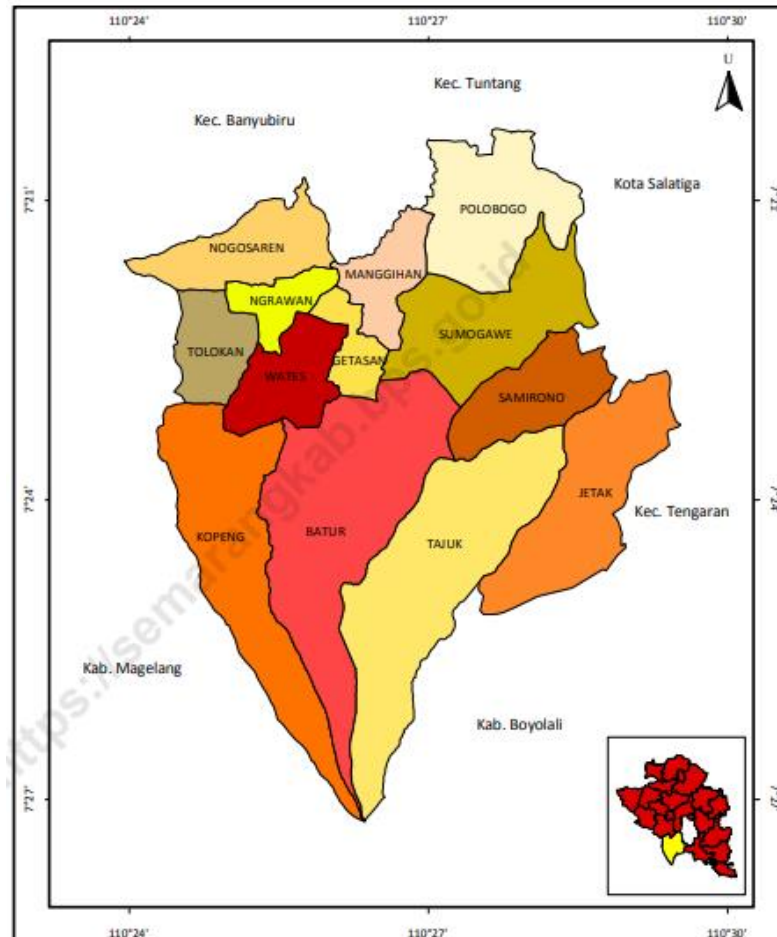 110°24'
110°27'
110°30'
Kec. Tuntang
U
Kec. Banyubiru
Kota Salatiga
7°21'
POLOBOGO
NOGOSAREN
MANGGIHAN
NGRAWAN
SUMOGAWE
TOLOKAN
GETASAN
WATES
SAMIRONO
JETAK
7°24'
7°24'
Kec. Tengaran
KOPENG
BATUR
TAJUK
Kab. Magelang
Kab. Boyolali
7°27'
https://semarangkab.bps.go.id
110°24'
110°27'
110°30'